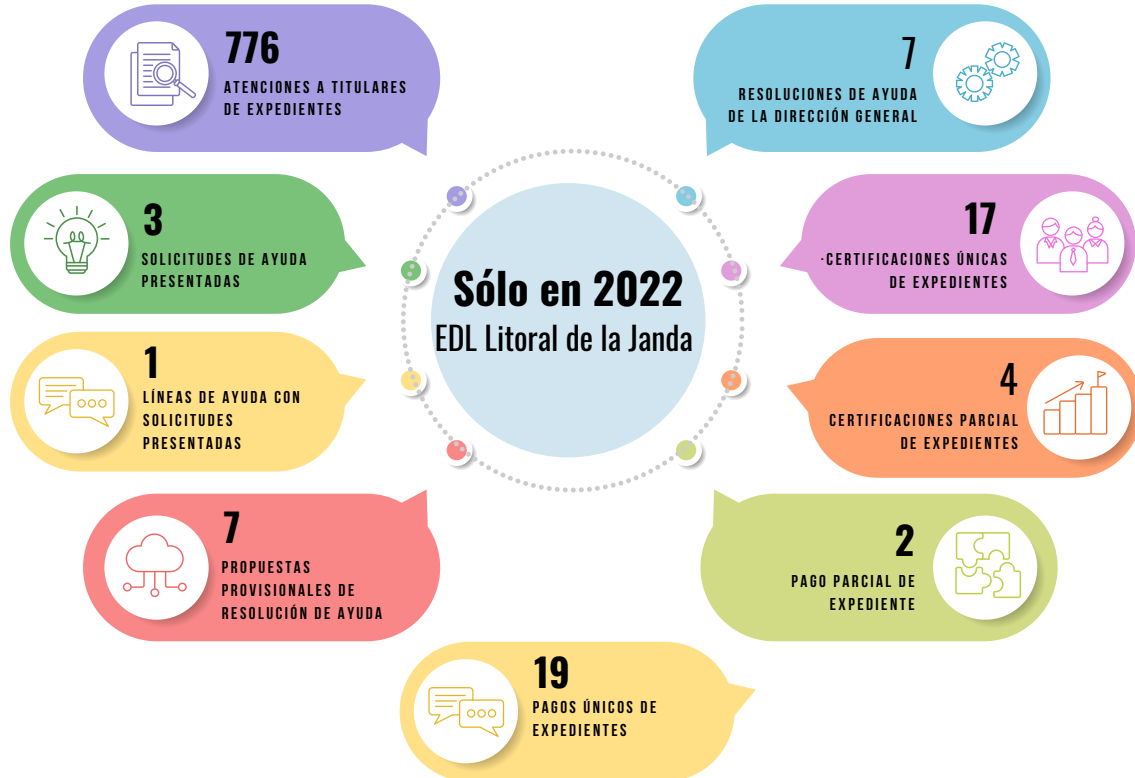 776
ATENCIONES A TITULARES
DE EXPEDIENTES
7
RESOLUCIONES DE AYUDA
DE LA DIRECCIÓN GENERAL
3
SOLICITUDES DE AYUDA
PRESENTADAS
17
·CERTIFICACIONES ÚNICAS
DE EXPEDIENTES
Sólo en 2022
EDL Litoral de la Janda
1
LÍNEAS DE AYUDA CON
SOLICITUDES
PRESENTADAS
4
CERTIFICACIONES PARCIAL
DE EXPEDIENTES
7
PROPUESTAS
PROVISIONALES DE
RESOLUCIÓN DE AYUDA
2
PAGO PARCIAL DE
EXPEDIENTE
19
PAGOS ÚNICOS DE
EXPEDIENTES